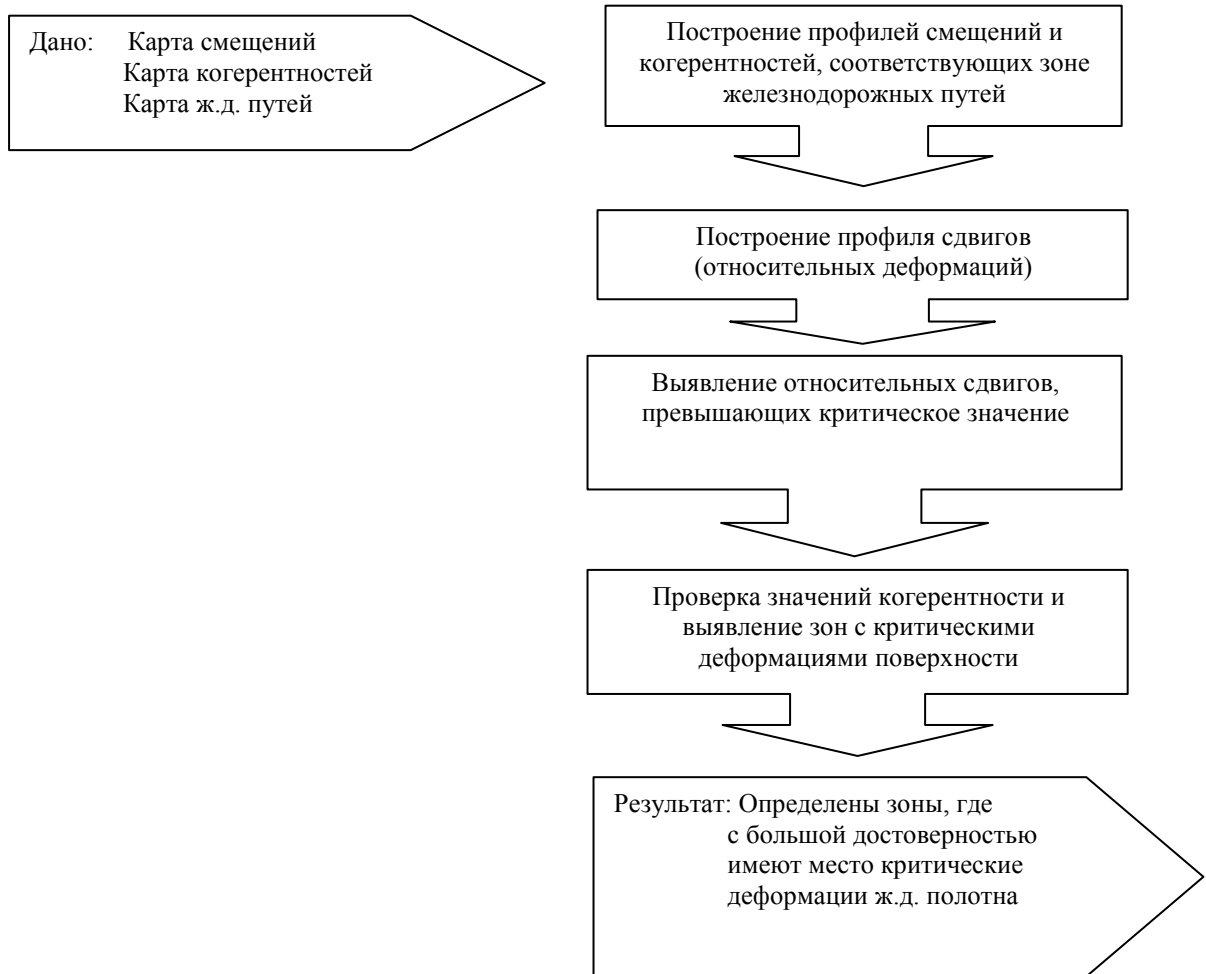 Дано: Карта смещений
Карта когерентностей
Карта ж.д. путей
Построение профилей смещений и
когерентностей, соответствующих зоне
железнодорожных путей
Построение профиля сдвигов
(относительных деформаций)
Выявление относительных сдвигов,
превышающих критическое значение
Проверка значений когерентности и
выявление зон с критическими
деформациями поверхности
Результат: Определены зоны, где
с большой достоверностью
имеют место критические
деформации ж.д. полотна